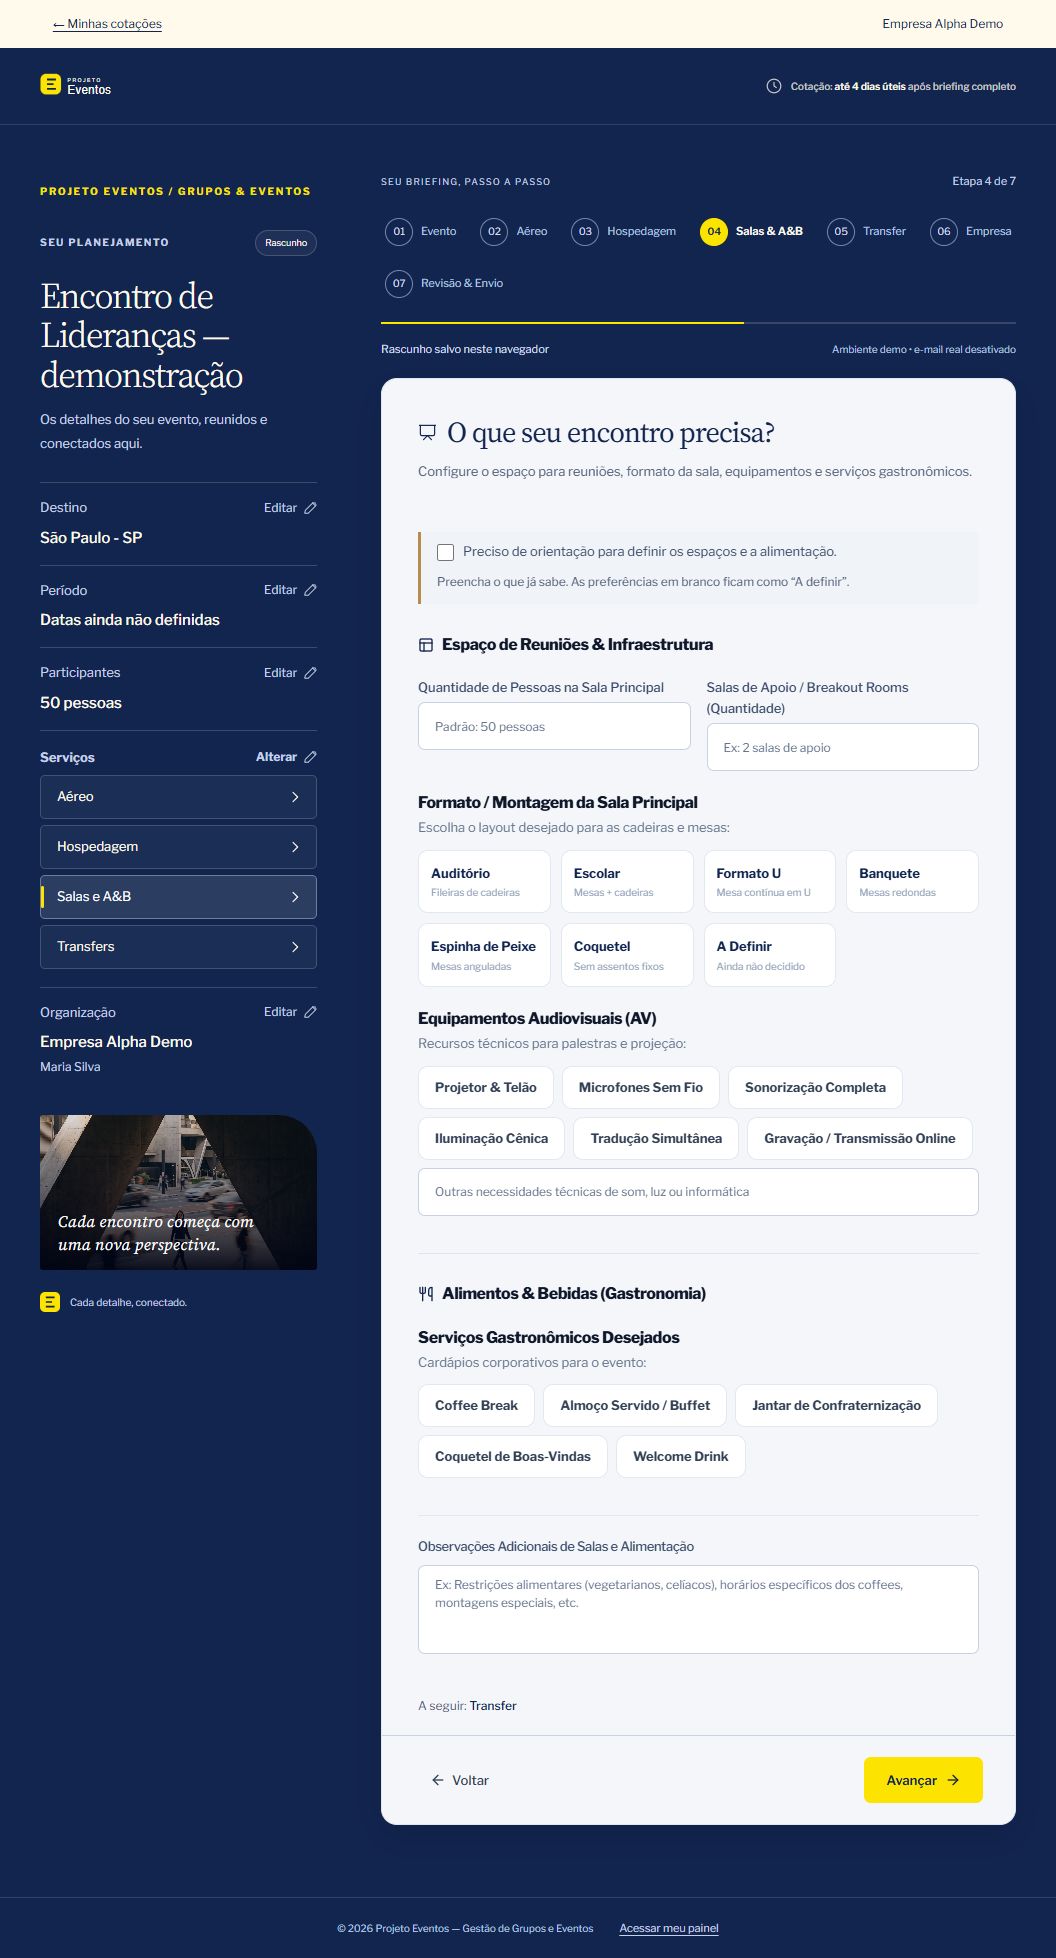 ← Minhas cotações
Empresa Alpha Demo
PROJETO
Eventos
Cotação: até 4 dias úteis após briefing completo
PROJETO EVENTOS / GRUPOS & EVENTOS
SEU PLANEJAMENTO
Rascunho
Encontro de
Lideranças —
demonstração
Os detalhes do seu evento, reunidos e
conectados aqui.
Destino
Editar
São Paulo - SP
Período
Editar
Datas ainda não definidas
Participantes
Editar
50 pessoas
Serviços
Alterar
Aéreo
Hospedagem
Salas e A&B
Transfers
Organização
Editar
Empresa Alpha Demo
Maria Silva
Cada encontro começa com
uma nova perspectiva.
Cada detalhe, conectado.
SEU BRIEFING, PASSO A PASSO
Etapa 4 de 7
01 Evento
02 Aéreo
03 Hospedagem
04 Salas & A&B
05 Transfer
06 Empresa
07 Revisão & Envio
Rascunho salvo neste navegador
Ambiente demo • e-mail real desativado
O que seu encontro precisa?
Configure o espaço para reuniões, formato da sala, equipamentos e serviços gastronômicos.
Preciso de orientação para definir os espaços e a alimentação.
Preencha o que já sabe. As preferências em branco ficam como “A definir”.
Espaço de Reuniões & Infraestrutura
Quantidade de Pessoas na Sala Principal
Padrão: 50 pessoas
Salas de Apoio / Breakout Rooms
(Quantidade)
Ex: 2 salas de apoio
Formato / Montagem da Sala Principal
Escolha o layout desejado para as cadeiras e mesas:
Auditório
Fileiras de cadeiras
Escolar
Mesas + cadeiras
Formato U
Mesa contínua em U
Banquete
Mesas redondas
Espinha de Peixe
Mesas anguladas
Coquetel
Sem assentos fixos
A Definir
Ainda não decidido
Equipamentos Audiovisuais (AV)
Recursos técnicos para palestras e projeção:
Projetor & Telão
Microfones Sem Fio
Sonorização Completa
Iluminação Cênica
Tradução Simultânea
Gravação / Transmissão Online
Outras necessidades técnicas de som, luz ou informática
Alimentos & Bebidas (Gastronomia)
Serviços Gastronômicos Desejados
Cardápios corporativos para o evento:
Coffee Break
Almoço Servido / Buffet
Jantar de Confraternização
Coquetel de Boas-Vindas
Welcome Drink
Observações Adicionais de Salas e Alimentação
Ex: Restrições alimentares (vegetarianos, celíacos), horários específicos dos coffees,
montagens especiais, etc.
A seguir: Transfer
← Voltar
Avançar →
© 2026 Projeto Eventos — Gestão de Grupos e Eventos
Acessar meu painel